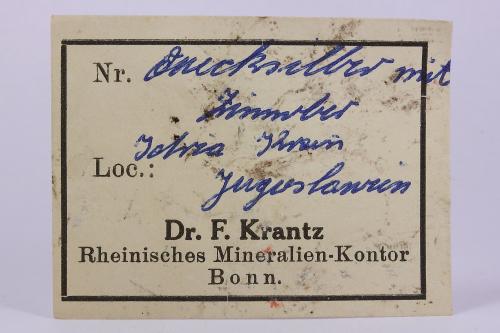 Nr. Quecksilber mit
Zinnober
Idria Krain
Loc.:
Jugoslawien
Dr. F. Krantz
Rheinisches Mineralien-Kontor
Bonn.